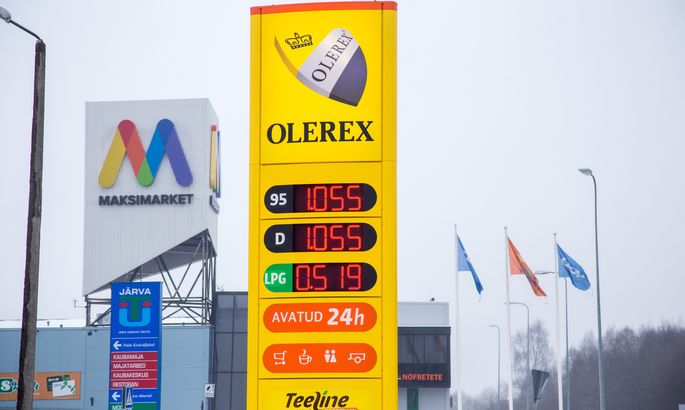 OLEREX
OLEREX
95 1.055
D 1.055
LPG 0.519
AVATUD 24h
Teeline
MAKSIMARKET
JÄRVA
KAUBAMAJA
MAJATARBED
KAUBAKESKUS
RESTORAN
NOFRETETE